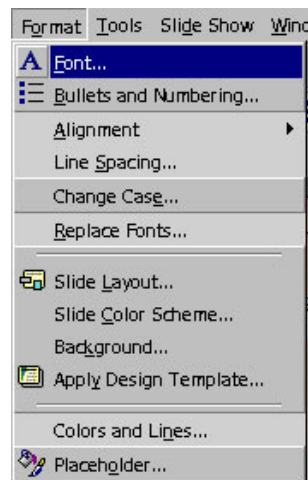 Format Tools Slide Show
A Font...
Bullets and Numbering...
Alignment
Line Spacing...
Change Case...
Replace Fonts...
Slide Layout...
Slide Color Scheme...
Background...
Apply Design Template...
Colors and Lines...
Placeholder...